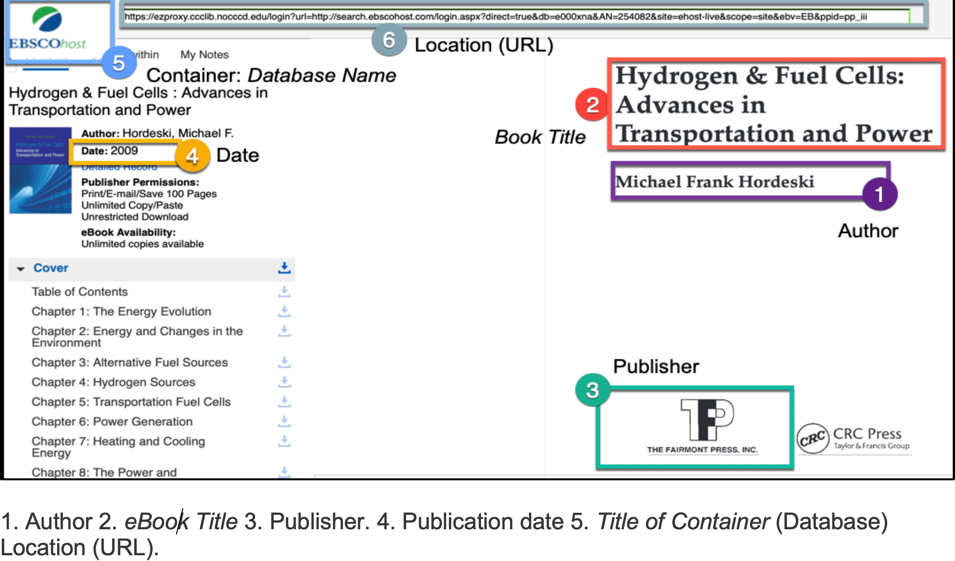 https://ezproxy.ccclib.nocccd.edu/login?url=http://search.ebscohost.com/login.aspx?direct=true&db=e000xna&AN=254082&site=ehost-live&scope=site&ebv=EB&ppid=pp_iii
EBSCOhost
5
within My Notes
6 Location (URL)
Container: Database Name
Hydrogen & Fuel Cells : Advances in
Transportation and Power
Author: Hordeski, Michael F.
Date: 2009
4 Date
Detailed Record
Publisher Permissions:
Print/E-mail/Save 100 Pages
Unlimited Copy/Paste
Unrestricted Download
eBook Availability:
Unlimited copies available
Cover
Table of Contents
Chapter 1: The Energy Evolution
Chapter 2: Energy and Changes in the
Environment
Chapter 3: Alternative Fuel Sources
Chapter 4: Hydrogen Sources
Chapter 5: Transportation Fuel Cells
Chapter 6: Power Generation
Chapter 7: Heating and Cooling
Energy
Chapter 8: The Power and
Book Title
2
Hydrogen & Fuel Cells:
Advances in
Transportation and Power
Michael Frank Hordeski
1
Author
Publisher
3
TFP
THE FAIRMONT PRESS, INC.
CRC
CRC Press
Taylor & Francis Group
1. Author 2. eBook Title 3. Publisher. 4. Publication date 5. Title of Container (Database)
Location (URL).